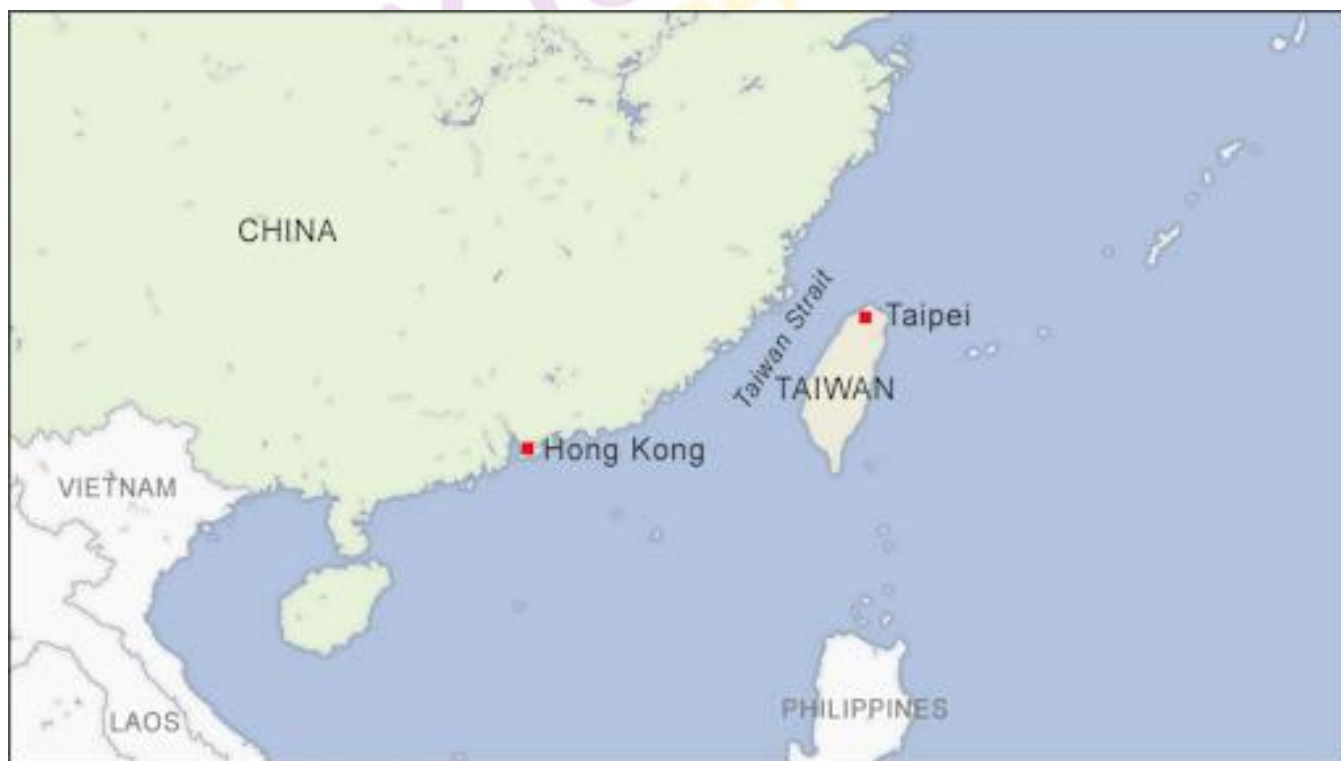 CHINA
Taiwan Strait
Taipei
TAIWAN
Hong Kong
VIETNAM
PHILIPPINES
LAOS